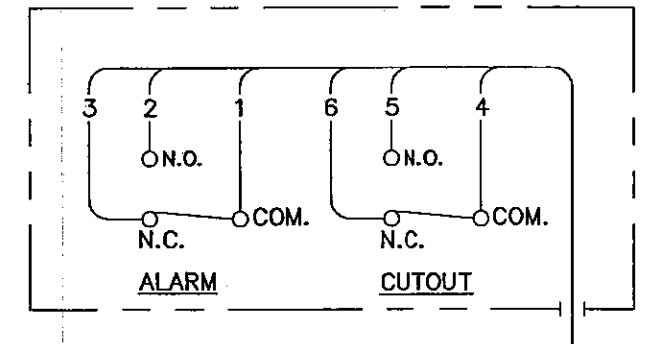 3 2 1 6 5 4
N.O. N.O.
COM. COM.
N.C. N.C.
ALARM CUTOUT